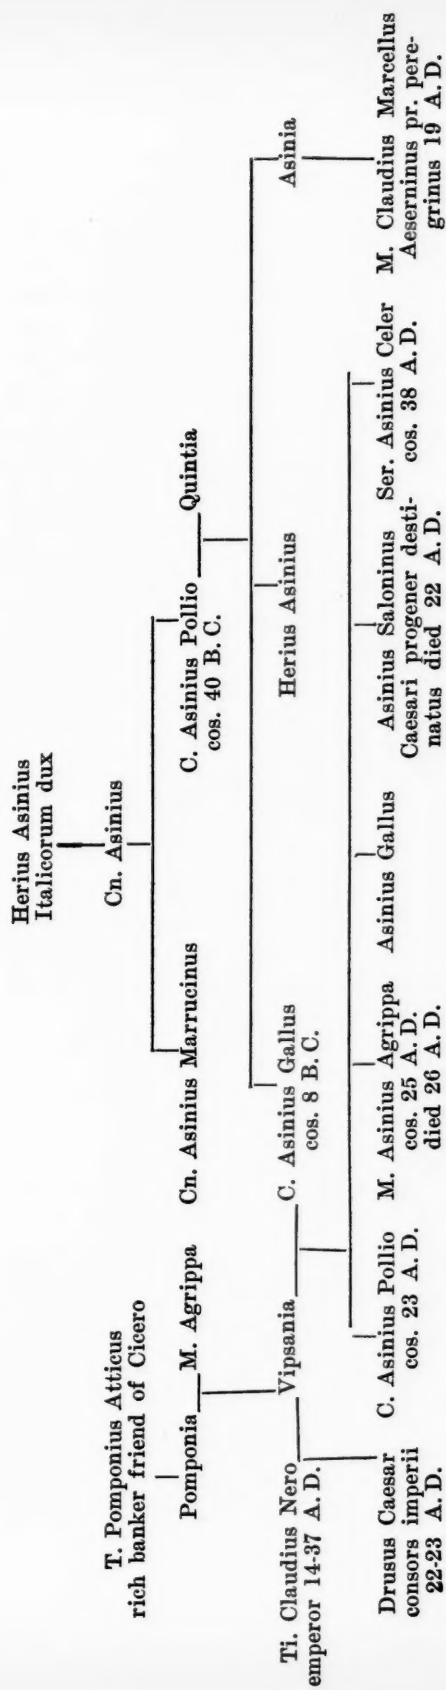 Herius Asinius
Italicorum dux
Cn. Asinius
T. Pomponius Atticus
rich banker friend of Cicero
Pomponia M. Agrippa
Cn. Asinius Marrucinus
C. Asinius Pollio
cos. 40 B. C.
Quintia
Ti. Claudius Nero
emperor 14-37 A. D.
Vipsania
C. Asinius Gallus
cos. 8 B. C.
Herius Asinius
Asinia
Drusus Caesar
consors imperii
22-23 A. D.
C. Asinius Pollio
cos. 23 A. D.
M. Asinius Agrippa
cos. 25 A. D.
died 26 A. D.
Asinius Gallus
Asinius Saloninus
Caesari progener desti-
natus died 22 A. D.
Ser. Asinius Celer
cos. 38 A. D.
M. Claudius Marcellus
Aeserninus pr. pere-
grinus 19 A. D.